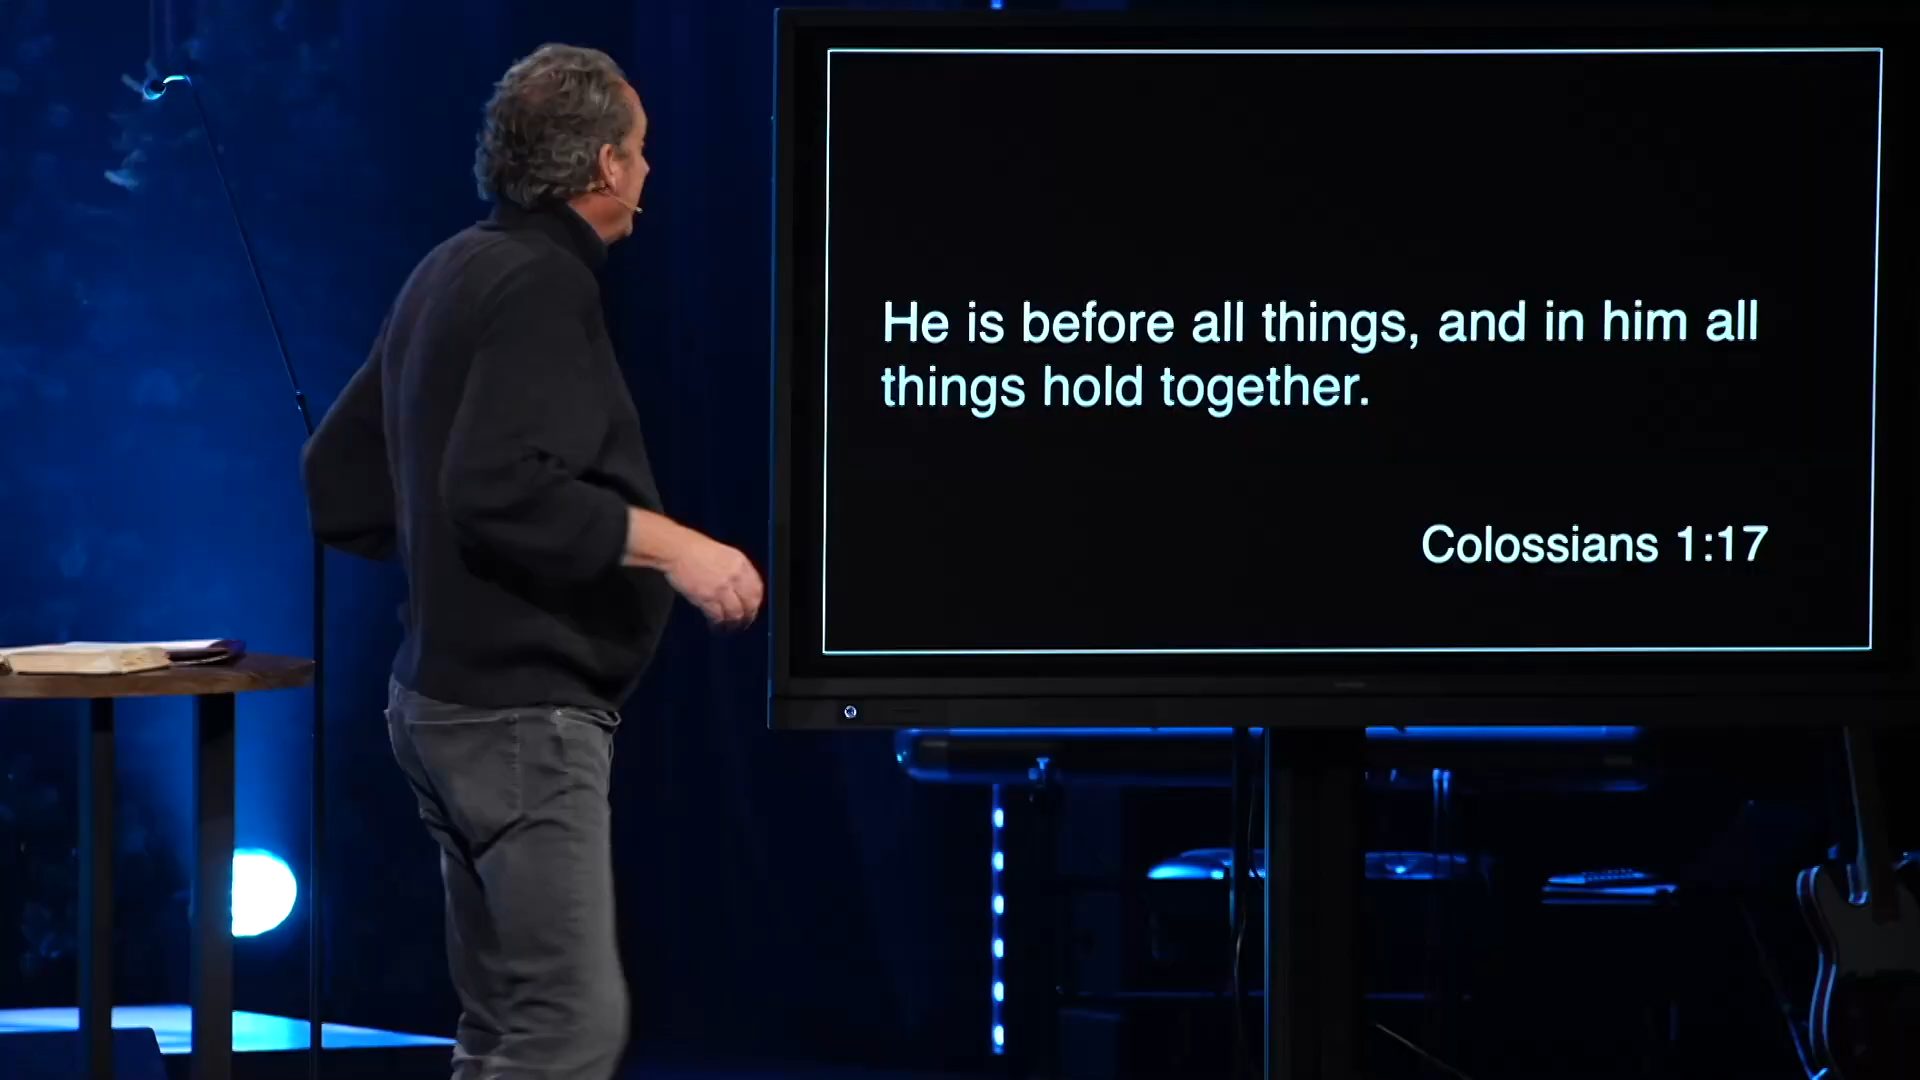 He is before all things, and in him all
things hold together.
Colossians 1:17